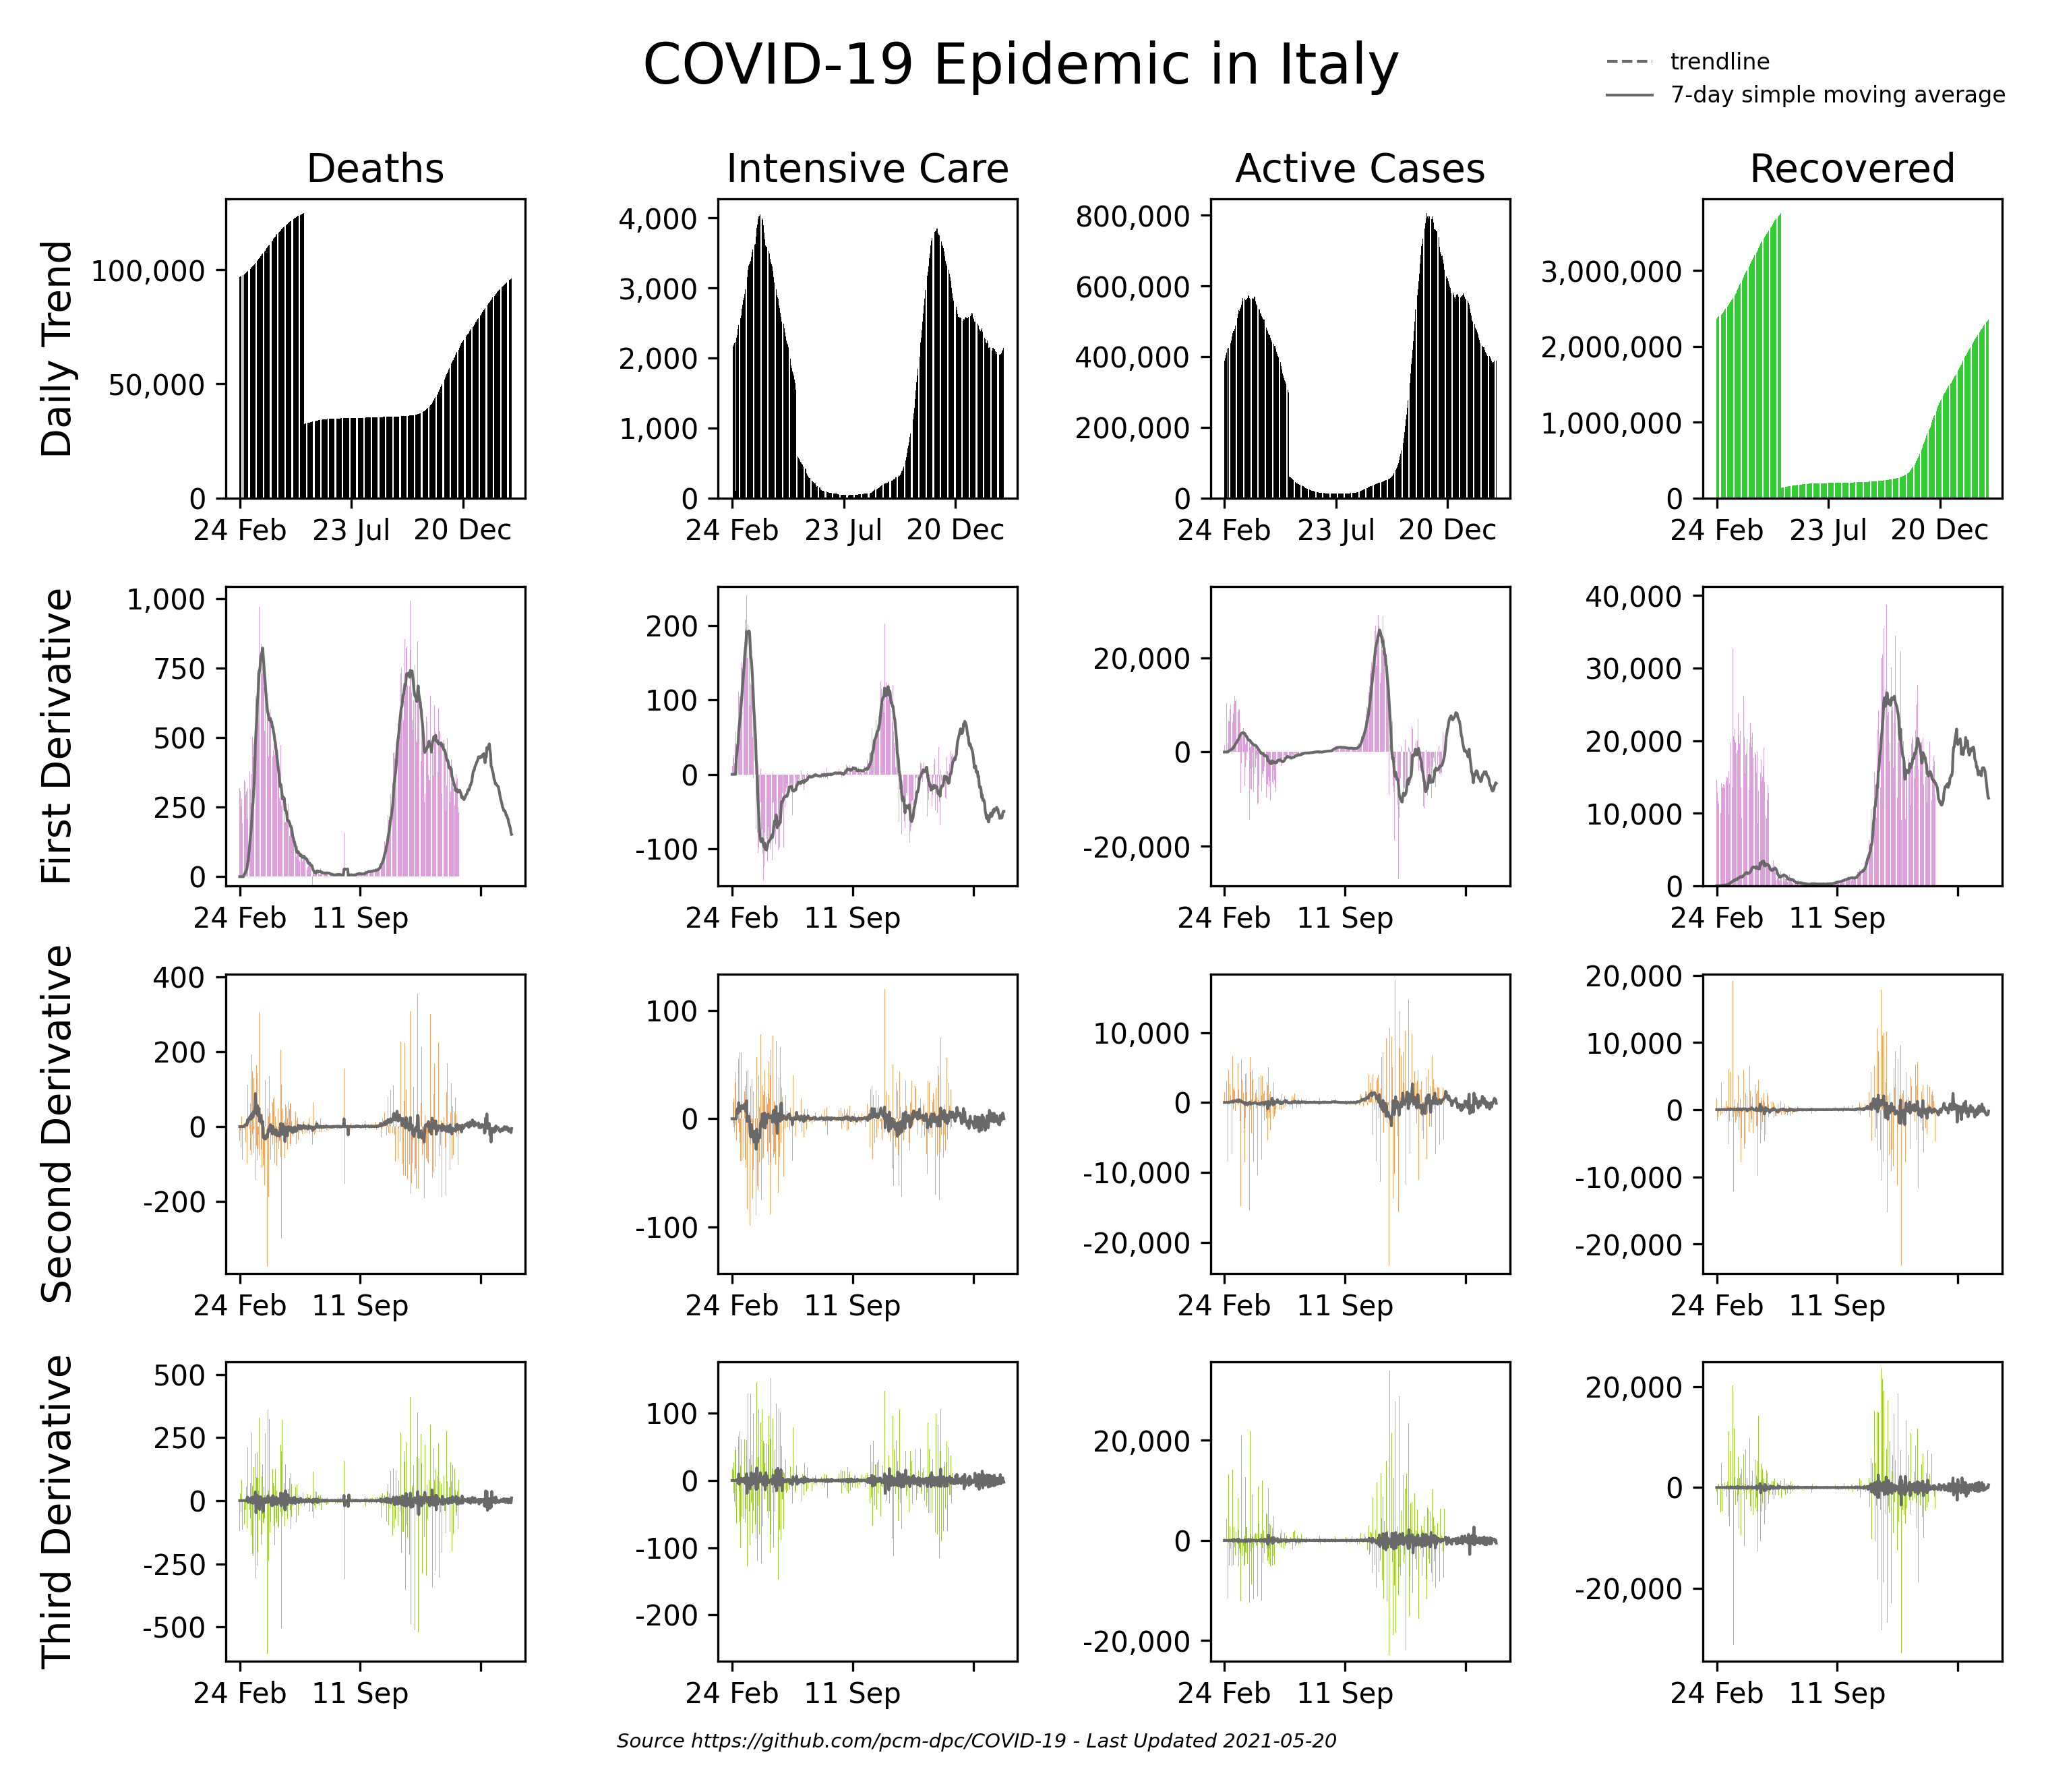 COVID-19 Epidemic in Italy
trendline
7-day simple moving average
Deaths
Intensive Care
Active Cases
Recovered
Daily Trend
100,000
50,000
0
24 Feb
23 Jul
20 Dec
4,000
3,000
2,000
1,000
0
24 Feb
23 Jul
20 Dec
800,000
600,000
400,000
200,000
0
24 Feb
23 Jul
20 Dec
3,000,000
2,000,000
1,000,000
0
24 Feb
23 Jul
20 Dec
First Derivative
1,000
750
500
250
0
24 Feb
11 Sep
200
100
0
-100
24 Feb
11 Sep
20,000
0
-20,000
24 Feb
11 Sep
40,000
30,000
20,000
10,000
0
24 Feb
11 Sep
Second Derivative
400
200
0
-200
24 Feb
11 Sep
100
0
-100
24 Feb
11 Sep
10,000
0
-10,000
-20,000
24 Feb
11 Sep
20,000
10,000
0
-10,000
-20,000
24 Feb
11 Sep
Third Derivative
500
250
0
-250
-500
24 Feb
11 Sep
100
0
-100
-200
24 Feb
11 Sep
20,000
0
-20,000
24 Feb
11 Sep
20,000
0
-20,000
24 Feb
11 Sep
Source https://github.com/pcm-dpc/COVID-19 - Last Updated 2021-05-20